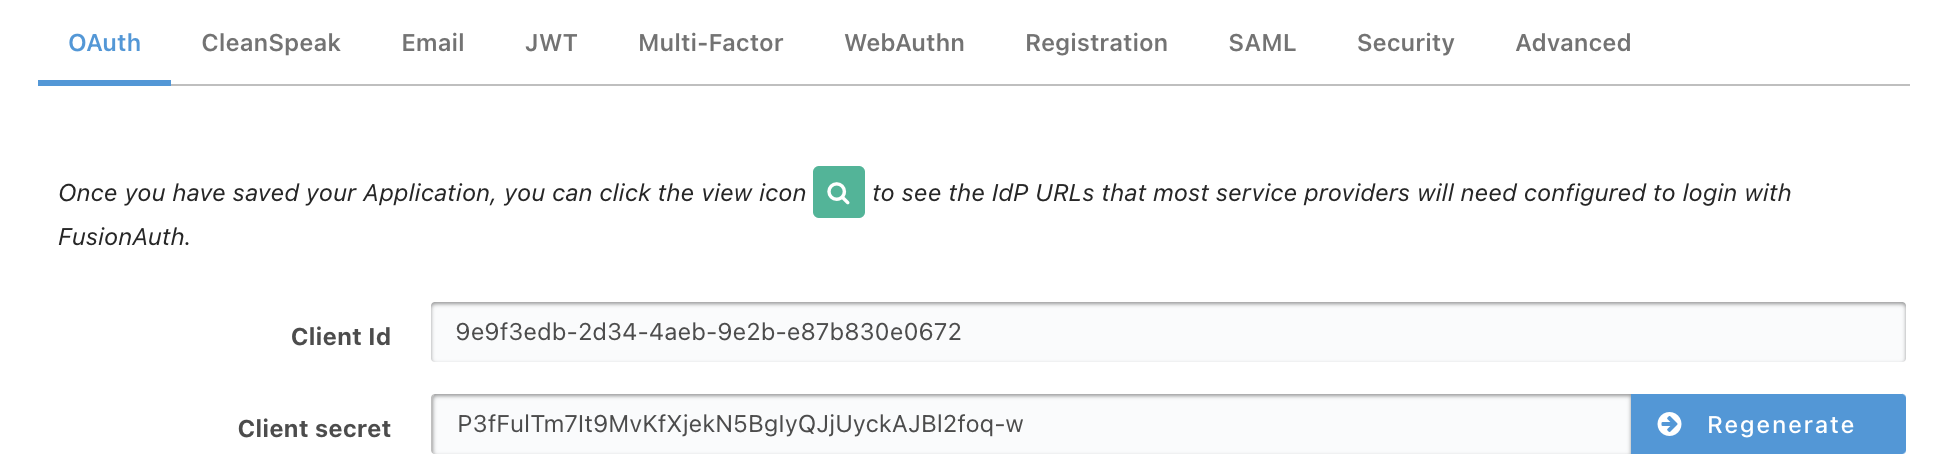 OAuth CleanSpeak Email JWT Multi-Factor WebAuthn Registration SAML Security Advanced
Once you have saved your Application, you can click the view icon to see the IdP URLs that most service providers will need configured to login with
FusionAuth.
Client Id 9e9f3edb-2d34-4aeb-9e2b-e87b830e0672
Client secret P3fFulTm7It9MvKfXjekN5BgIyQJjUyckAJBl2foq-w Regenerate